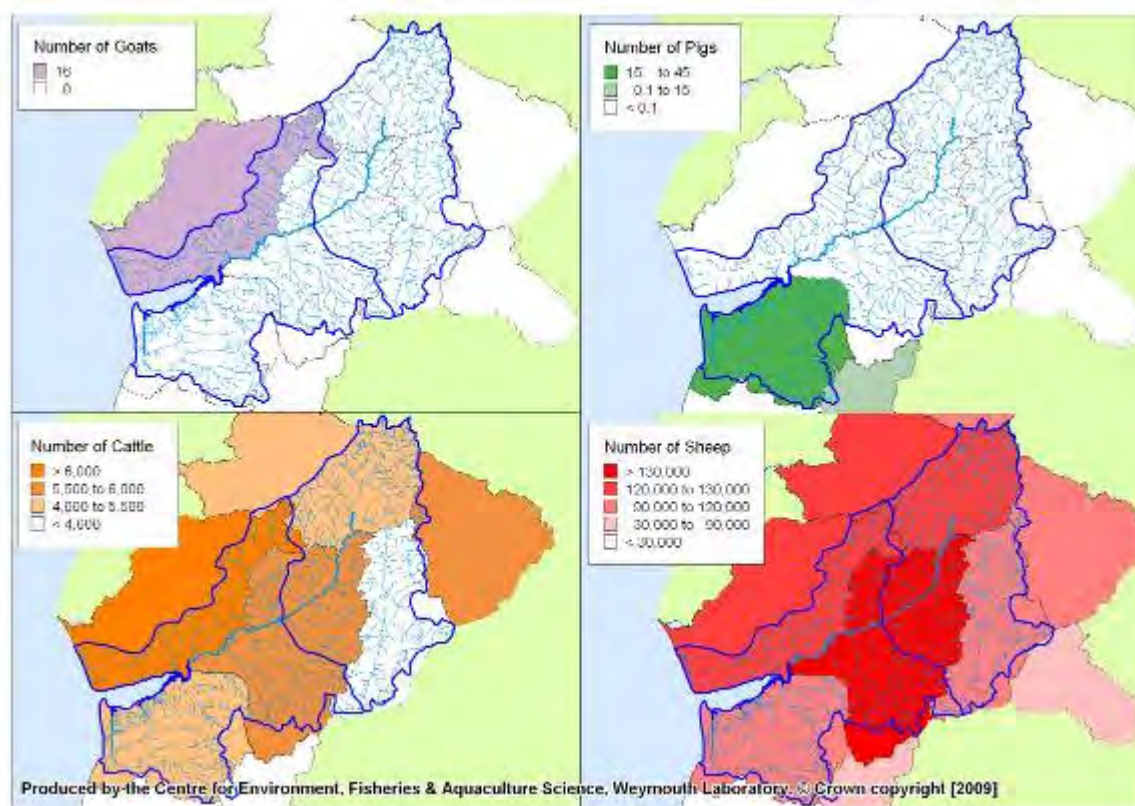 Number of Goats
16
0
Number of Pigs
15 to 45
0.1 to 15
< 0.1
Number of Cattle
> 6,000
5,500 to 6,000
4,000 to 5,500
< 4,000
Number of Sheep
> 130,000
120,000 to 130,000
90,000 to 120,000
30,000 to 90,000
< 30,000
Produced by the Centre for Environment, Fisheries & Aquaculture Science, Weymouth Laboratory. © Crown copyright [2009]